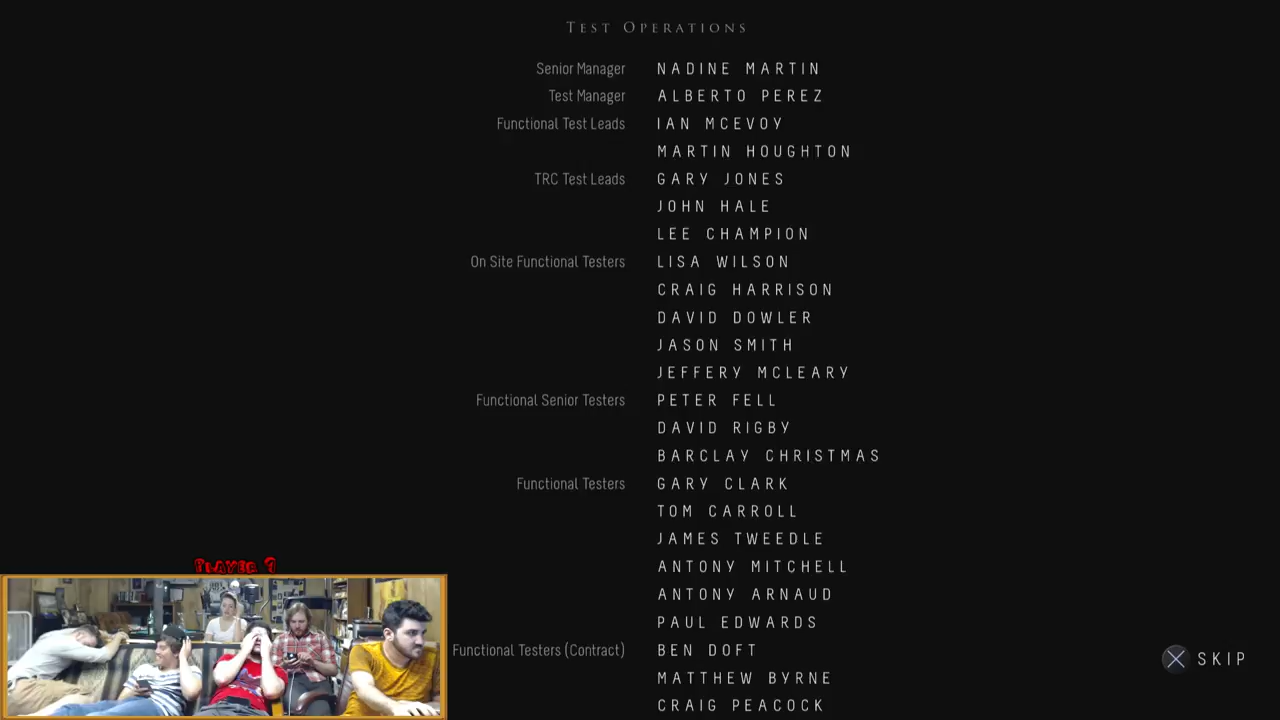 TEST OPERATIONS
Senior Manager NADINE MARTIN
Test Manager ALBERTO PEREZ
Functional Test Leads IAN MCEVOY
MARTIN HOUGHTON
TRC Test Leads GARY JONES
JOHN HALE
LEE CHAMPION
On Site Functional Testers LISA WILSON
CRAIG HARRISON
DAVID DOWLER
JASON SMITH
JEFFERY MCLEARY
Functional Senior Testers PETER FELL
DAVID RIGBY
BARCLAY CHRISTMAS
Functional Testers GARY CLARK
TOM CARROLL
JAMES TWEEDLE
ANTONY MITCHELL
ANTONY ARNAUD
PAUL EDWARDS
Functional Testers (Contract) BEN DOFT
MATTHEW BYRNE
CRAIG PEACOCK
PLAYER ?
SKIP